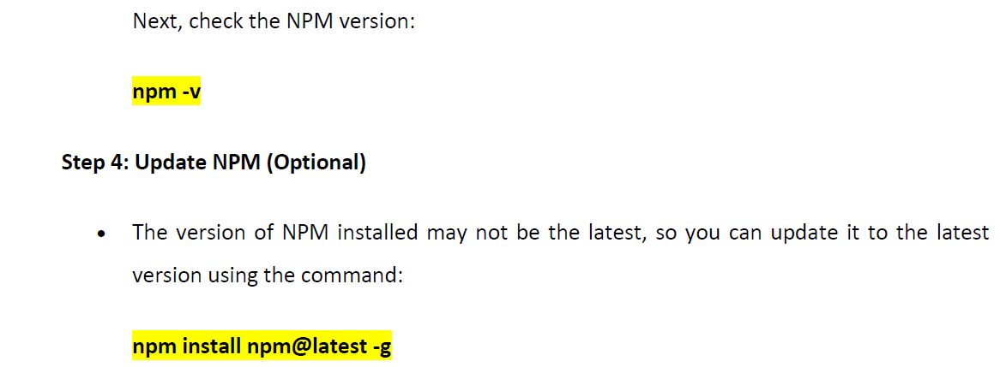 Next, check the NPM version:
npm -v
Step 4: Update NPM (Optional)
• The version of NPM installed may not be the latest, so you can update it to the latest
version using the command:
npm install npm@latest -g